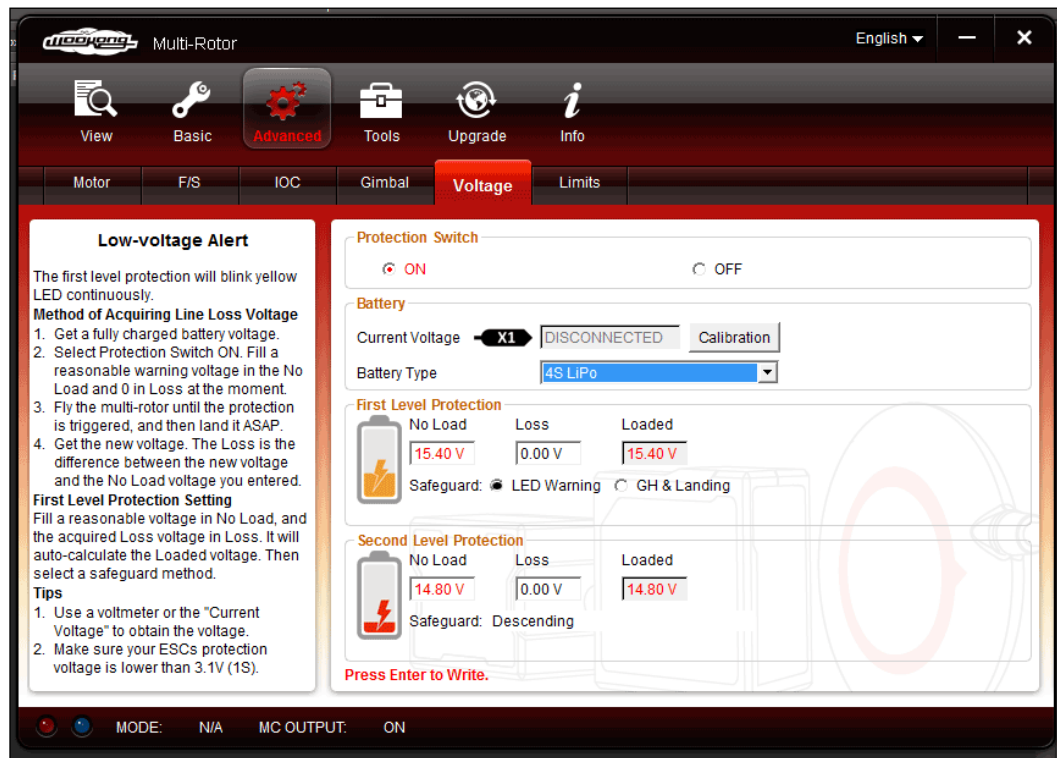 WooKong Multi-Rotor English
View Basic Advanced Tools Upgrade Info
Motor F/S IOC Gimbal Voltage Limits
Low-voltage Alert
The first level protection will blink yellow
LED continuously.
Method of Acquiring Line Loss Voltage
1. Get a fully charged battery voltage.
2. Select Protection Switch ON. Fill a
reasonable warning voltage in the No
Load and 0 in Loss at the moment.
3. Fly the multi-rotor until the protection
is triggered, and then land it ASAP.
4. Get the new voltage. The Loss is the
difference between the new voltage
and the No Load voltage you entered.
First Level Protection Setting
Fill a reasonable voltage in No Load, and
the acquired Loss voltage in Loss. It will
auto-calculate the Loaded voltage. Then
select a safeguard method.
Tips
1. Use a voltmeter or the "Current
Voltage" to obtain the voltage.
2. Make sure your ESCs protection
voltage is lower than 3.1V (1S).
Protection Switch
ON OFF
Battery
Current Voltage X1 DISCONNECTED Calibration
Battery Type 4S LiPo
First Level Protection
No Load Loss Loaded
15.40 V 0.00 V 15.40 V
Safeguard: LED Warning GH & Landing
Second Level Protection
No Load Loss Loaded
14.80 V 0.00 V 14.80 V
Safeguard: Descending
Press Enter to Write.
MODE: N/A MC OUTPUT: ON